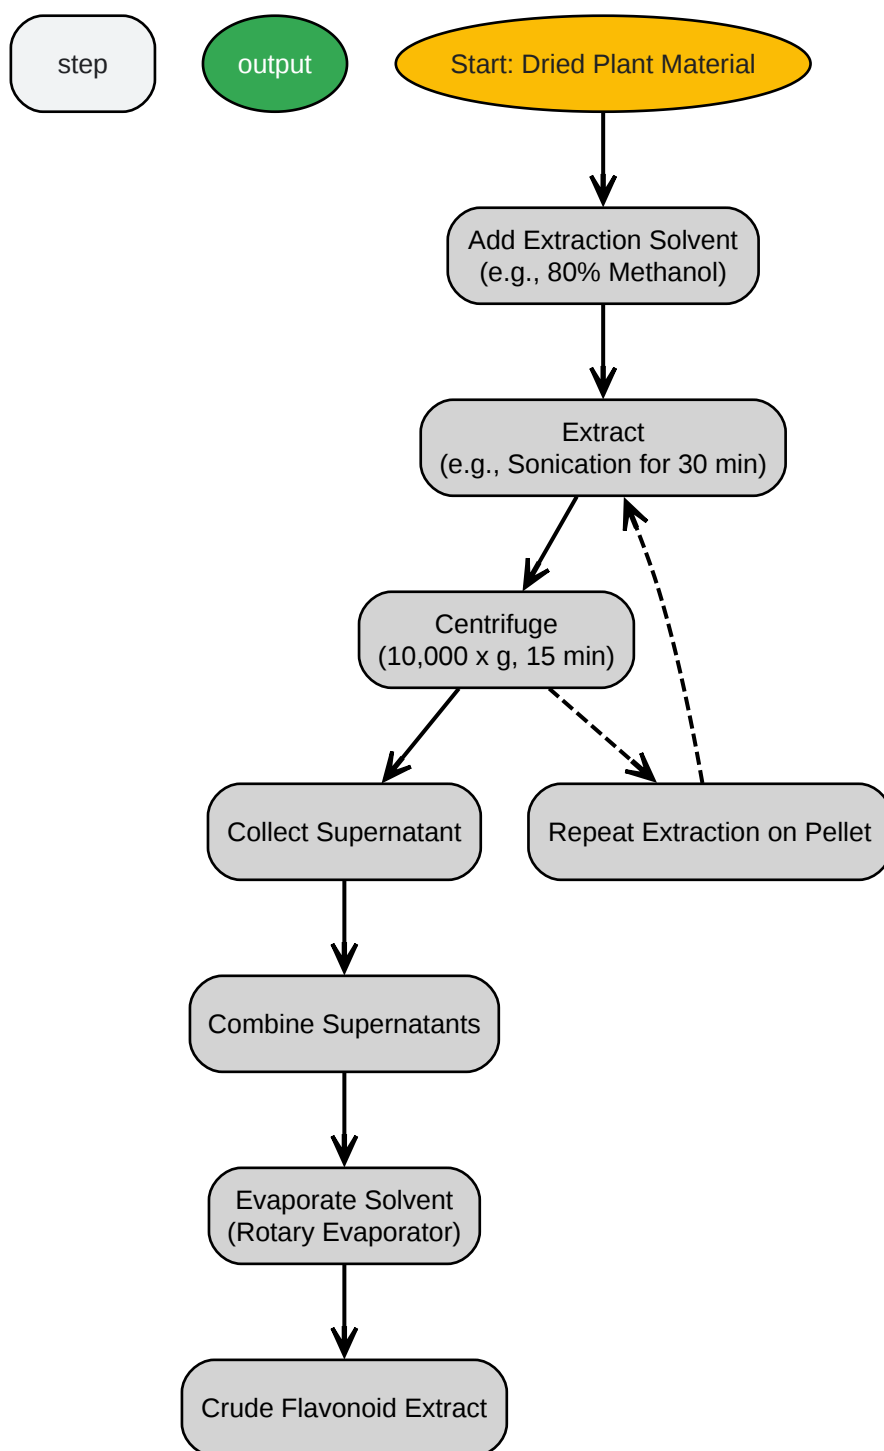 step
output
Start: Dried Plant Material
Add Extraction Solvent
(e.g., 80% Methanol)
Extract
(e.g., Sonication for 30 min)
Centrifuge
(10,000 x g, 15 min)
Collect Supernatant
Repeat Extraction on Pellet
Combine Supernatants
Evaporate Solvent
(Rotary Evaporator)
Crude Flavonoid Extract